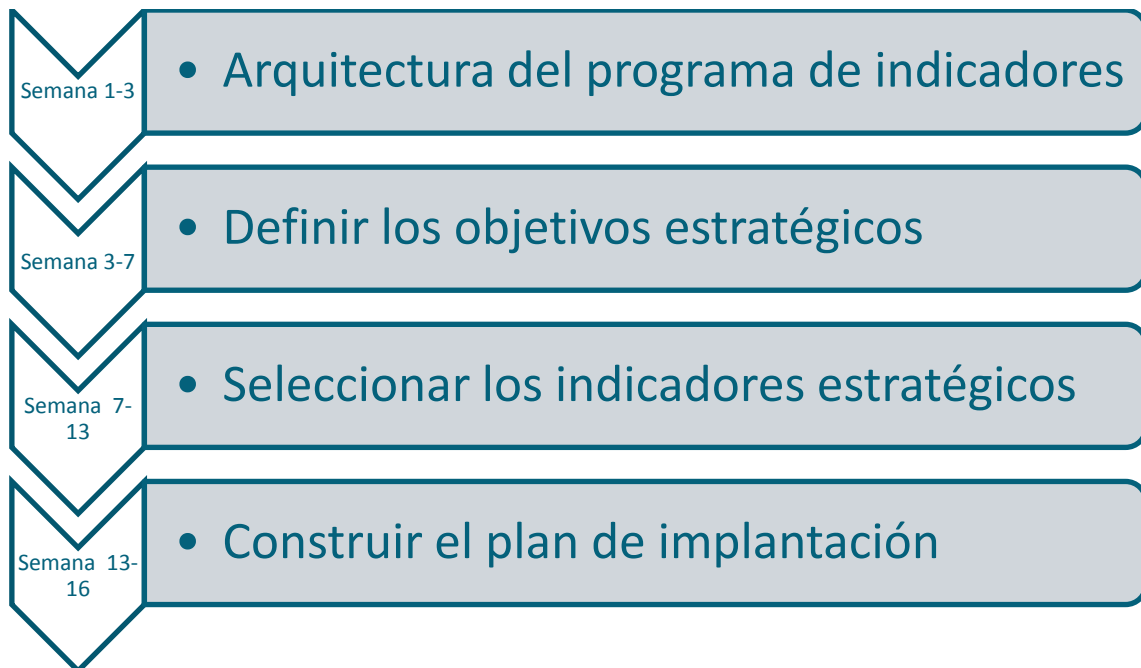 Semana 1-3
• Arquitectura del programa de indicadores
Semana 3-7
• Definir los objetivos estratégicos
Semana 7-
13
• Seleccionar los indicadores estratégicos
Semana 13-
16
• Construir el plan de implantación